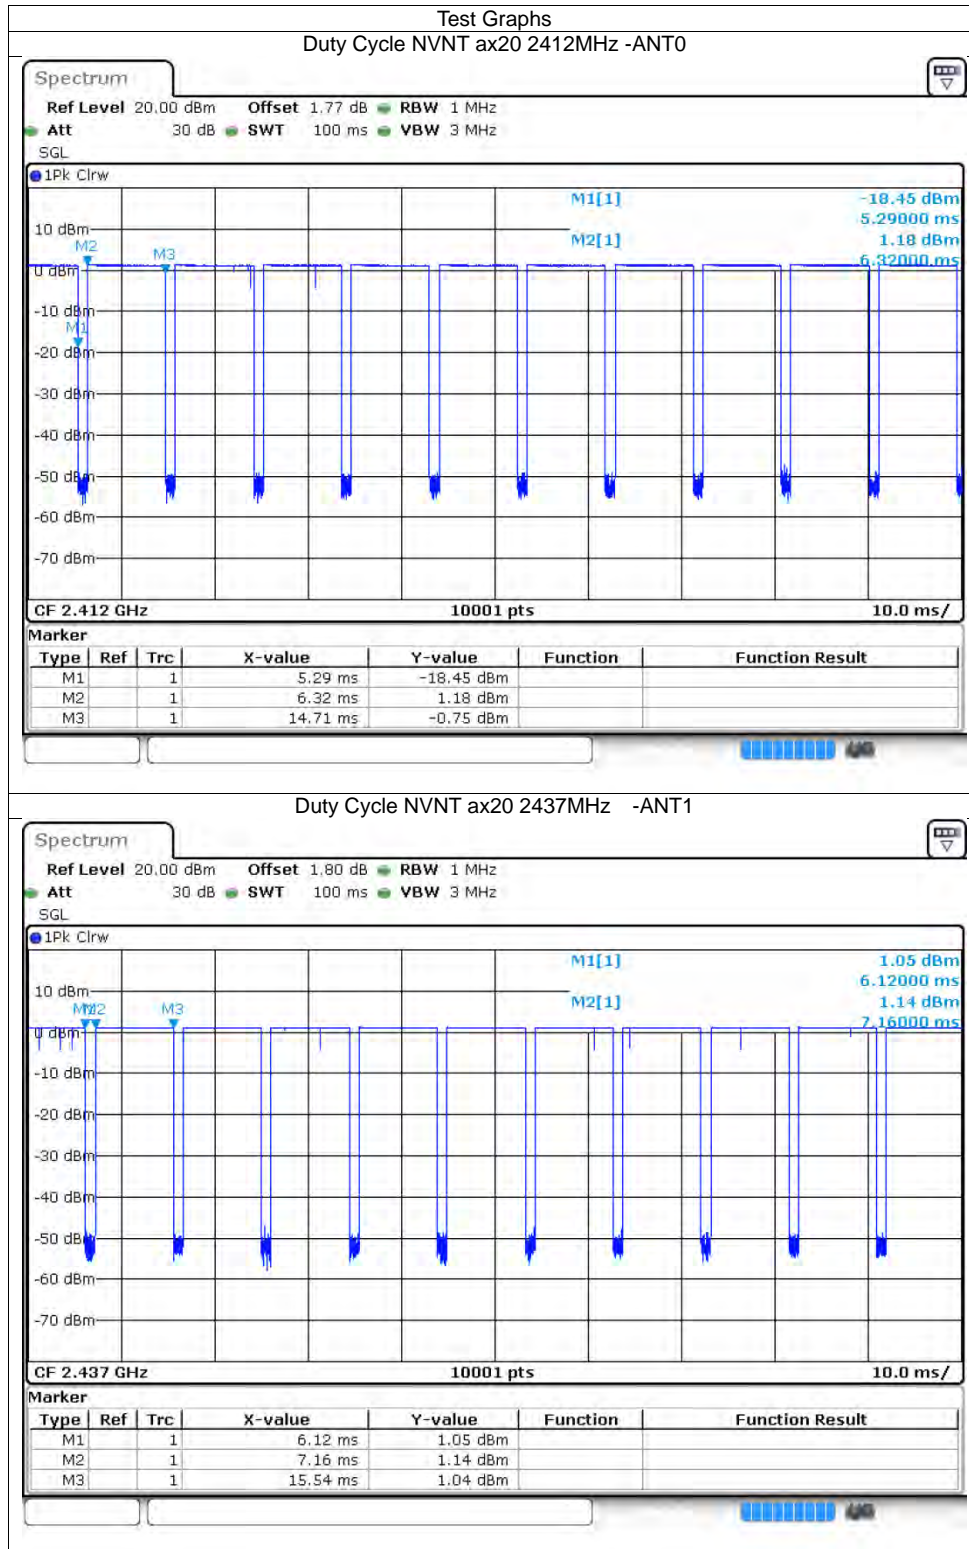 Test Graphs
Duty Cycle NVNT ax20 2412MHz -ANT0
Spectrum
Ref Level 20.00 dBm Offset 1.77 dB RBW 1 MHz
Att 30 dB SWT 100 ms VBW 3 MHz
SGL
1Pk Clrw
M1[1] -18.45 dBm
5.29000 ms
10 dBm
M2[1] 1.18 dBm
6.32000 ms
M2
M3
0 dBm
-10 dBm
M1
-20 dBm
-30 dBm
-40 dBm
-50 dBm
-60 dBm
-70 dBm
CF 2.412 GHz 10001 pts 10.0 ms/
Marker
Type Ref Trc X-value Y-value Function Function Result
M1 1 5.29 ms -18.45 dBm
M2 1 6.32 ms 1.18 dBm
M3 1 14.71 ms -0.75 dBm
Duty Cycle NVNT ax20 2437MHz -ANT1
Spectrum
Ref Level 20.00 dBm Offset 1.80 dB RBW 1 MHz
Att 30 dB SWT 100 ms VBW 3 MHz
SGL
1Pk Clrw
M1[1] 1.05 dBm
6.12000 ms
10 dBm
M2[1] 1.14 dBm
7.16000 ms
M1 M2 M3
0 dBm
-10 dBm
-20 dBm
-30 dBm
-40 dBm
-50 dBm
-60 dBm
-70 dBm
CF 2.437 GHz 10001 pts 10.0 ms/
Marker
Type Ref Trc X-value Y-value Function Function Result
M1 1 6.12 ms 1.05 dBm
M2 1 7.16 ms 1.14 dBm
M3 1 15.54 ms 1.04 dBm